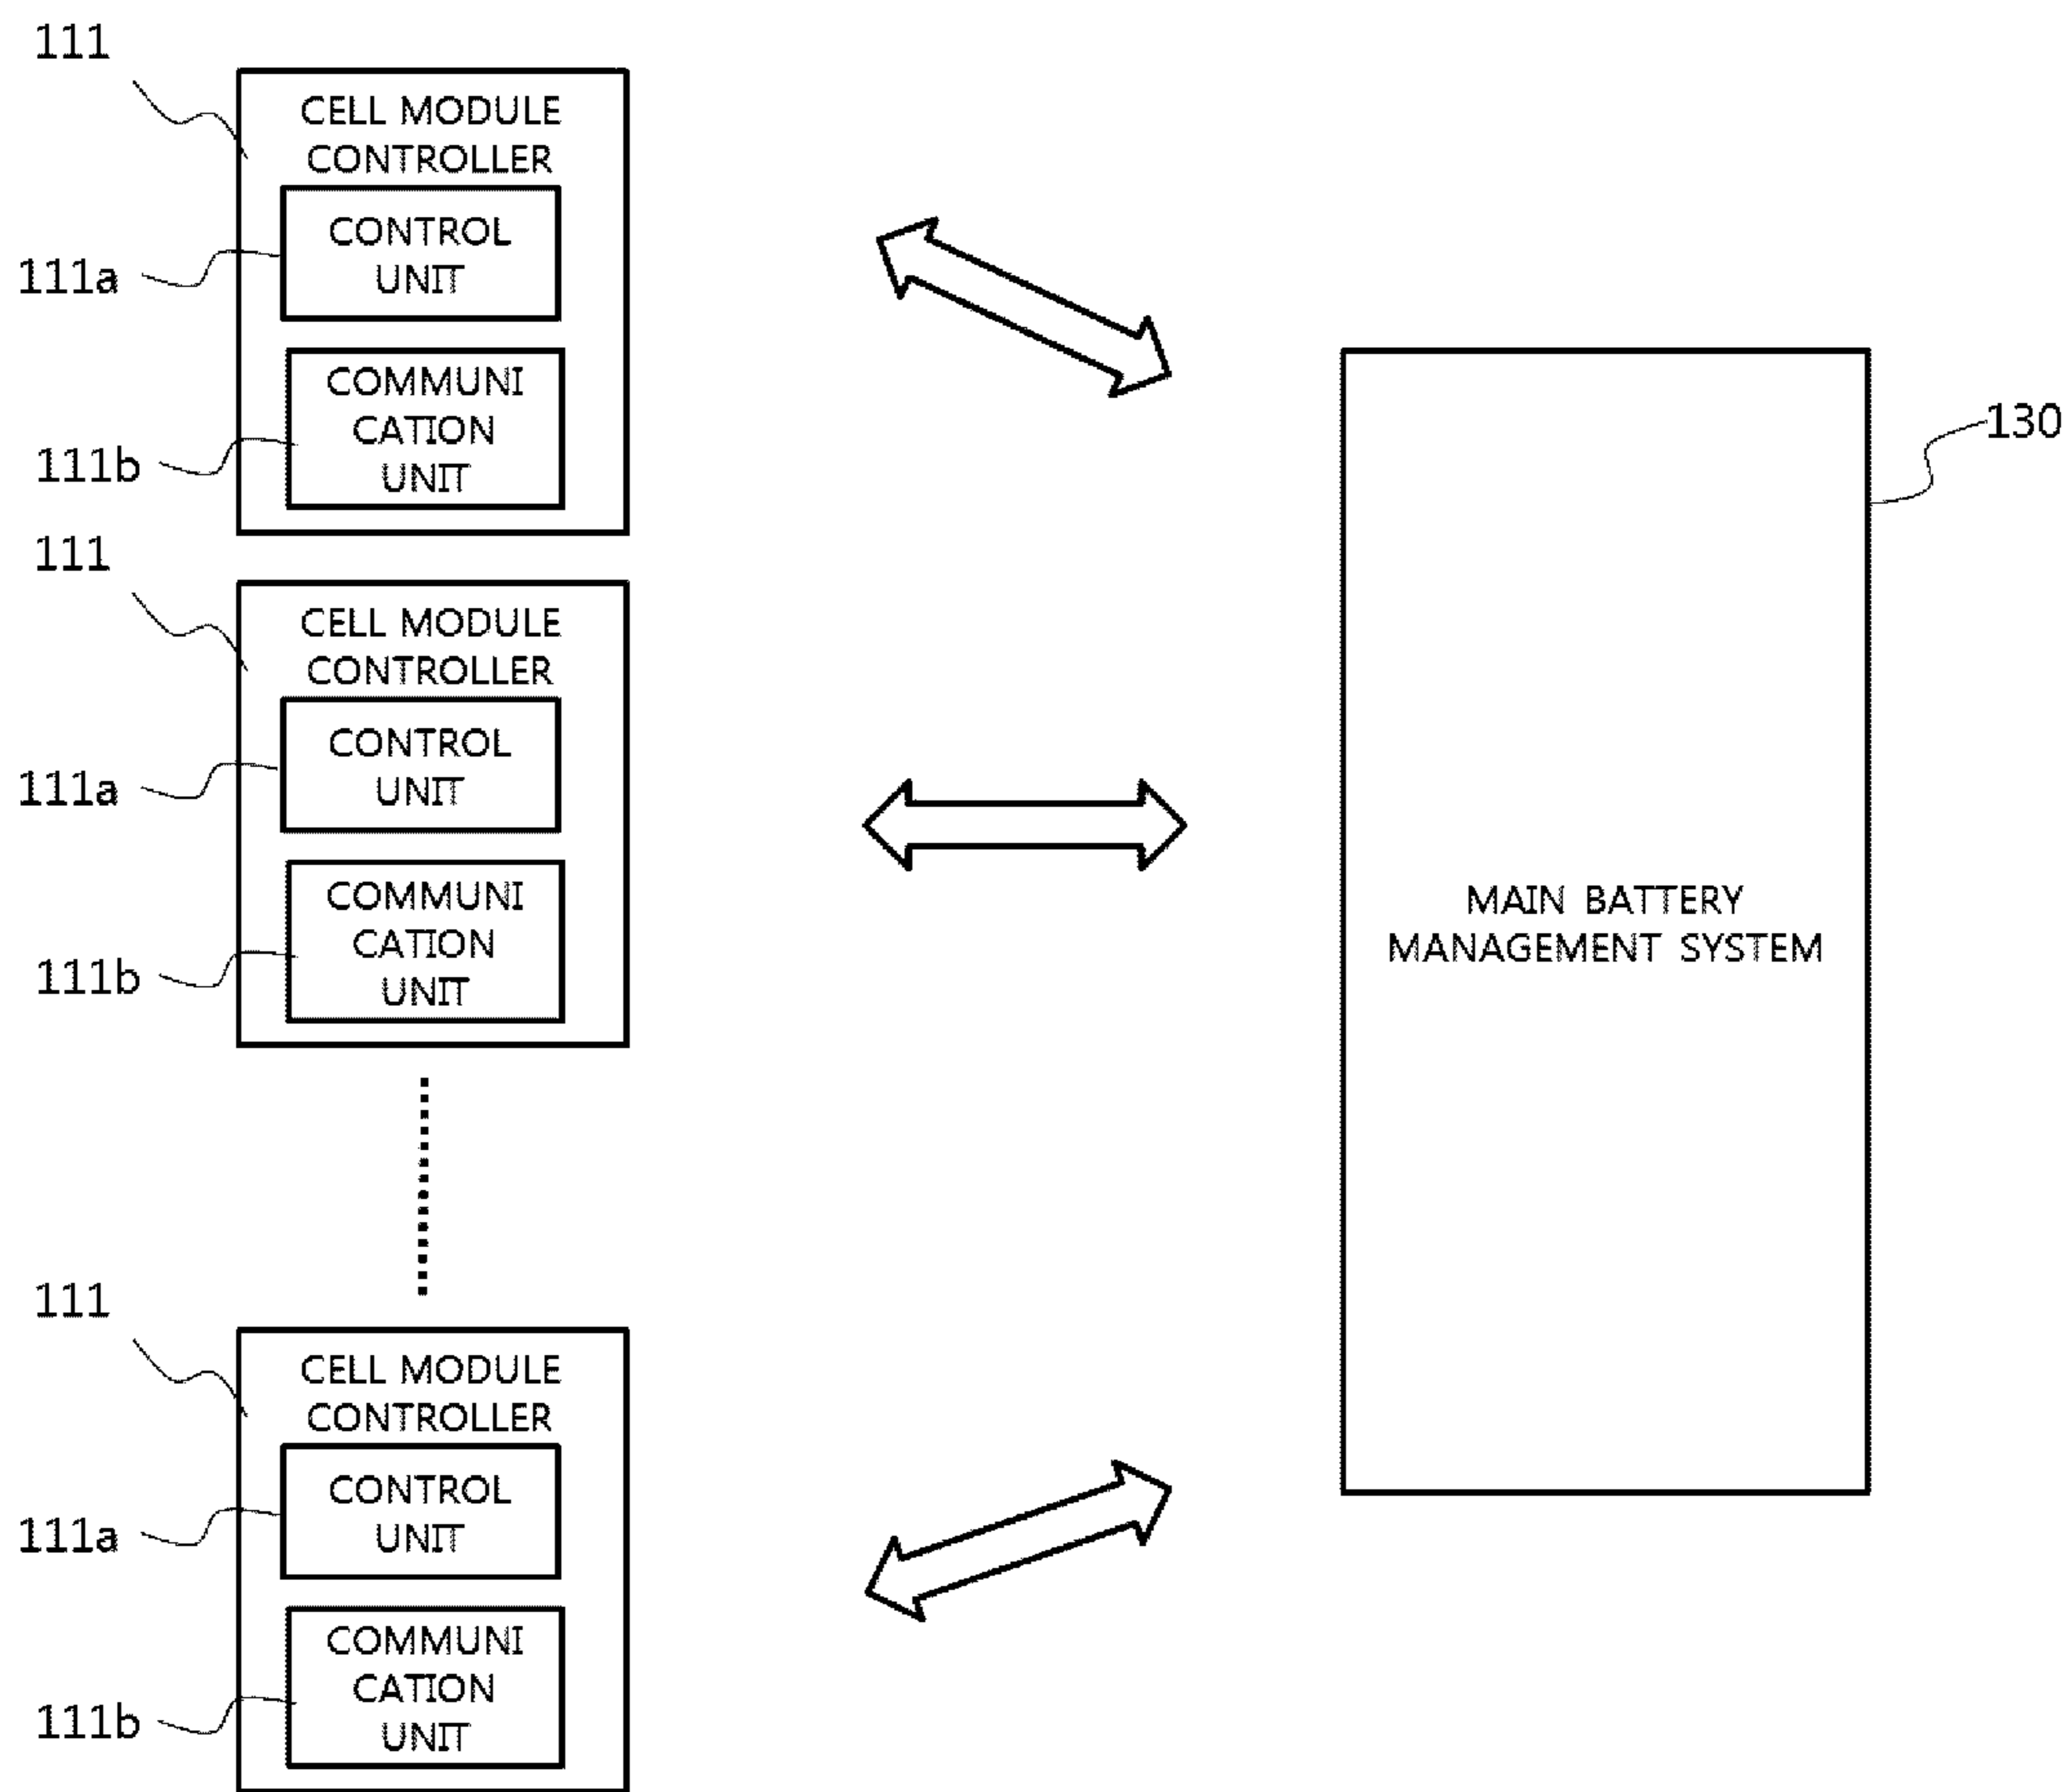 111
CELL MODULE
CONTROLLER
CONTROL
UNIT
111a
COMMUNI
CATION
UNIT
111b
111
CELL MODULE
CONTROLLER
CONTROL
UNIT
111a
COMMUNI
CATION
UNIT
111b
111
CELL MODULE
CONTROLLER
CONTROL
UNIT
111a
COMMUNI
CATION
UNIT
111b
130
MAIN BATTERY
MANAGEMENT SYSTEM